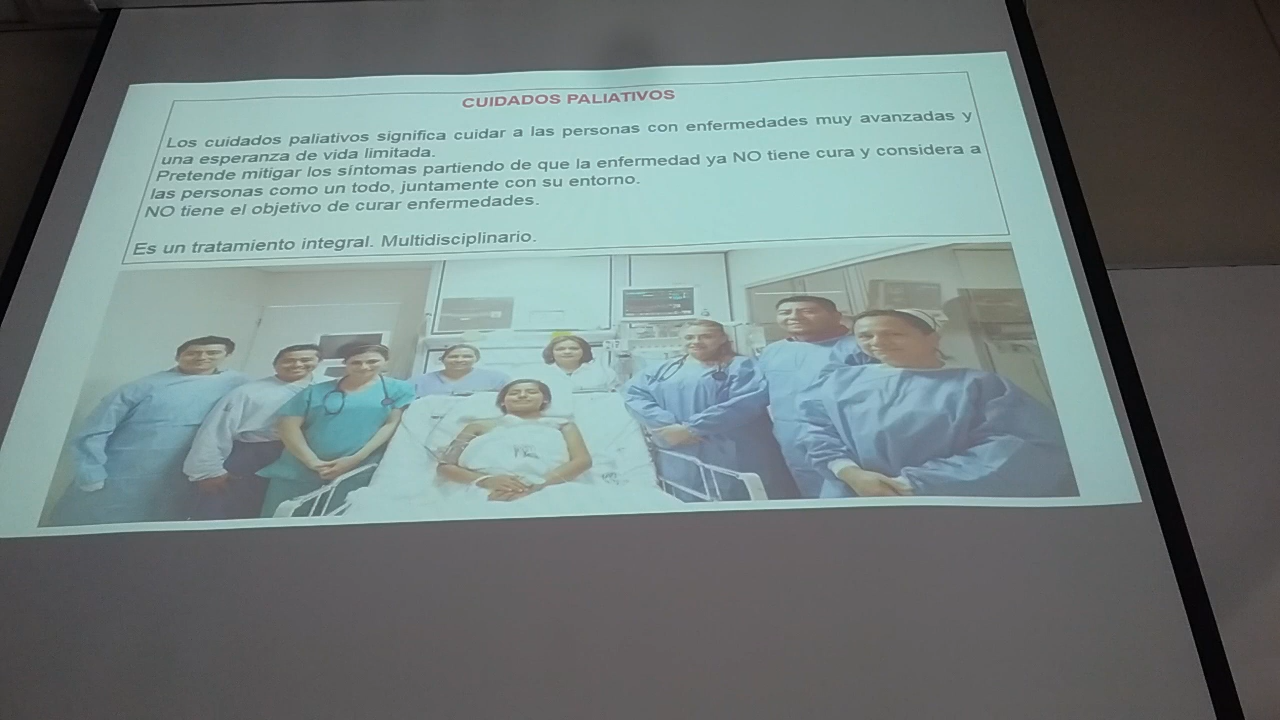 CUIDADOS PALIATIVOS
Los cuidados paliativos significa cuidar a las personas con enfermedades muy avanzadas y
una esperanza de vida limitada.
Pretende mitigar los síntomas partiendo de que la enfermedad ya NO tiene cura y considera a
las personas como un todo, juntamente con su entorno.
NO tiene el objetivo de curar enfermedades.
Es un tratamiento integral. Multidisciplinario.